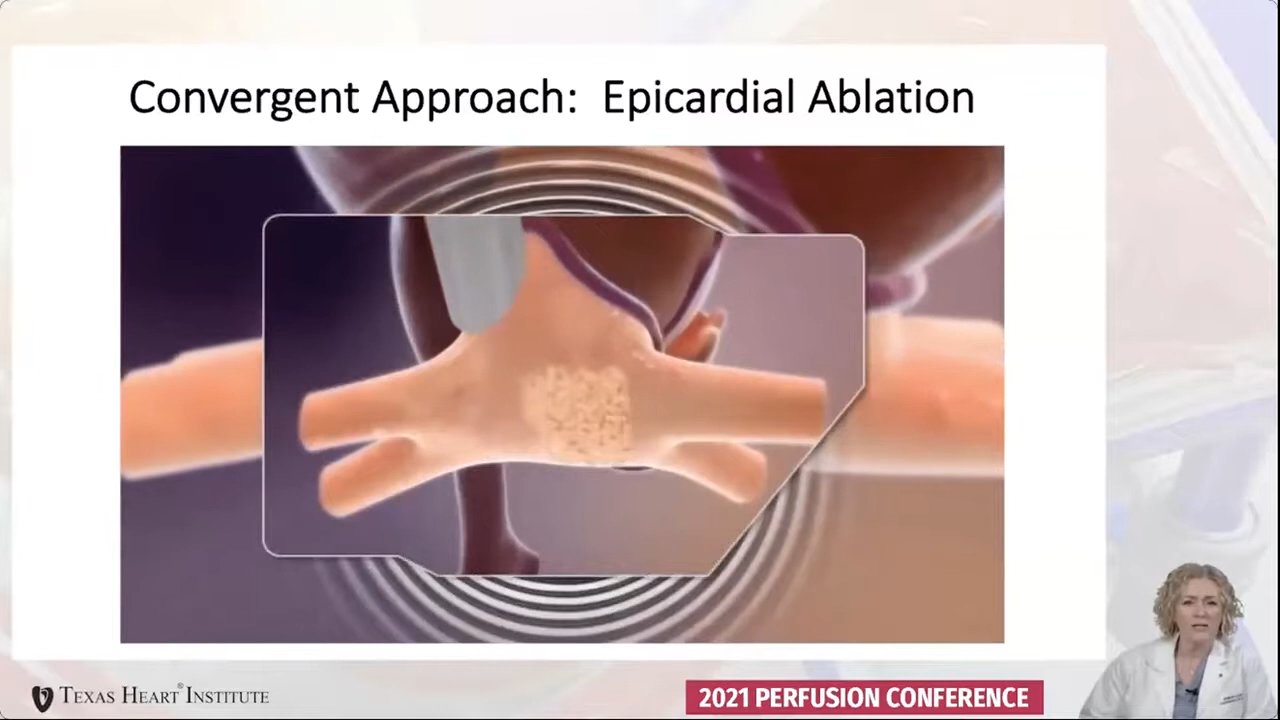 Convergent Approach:  Epicardial Ablation
TEXAS HEART® INSTITUTE
2021 PERFUSION CONFERENCE